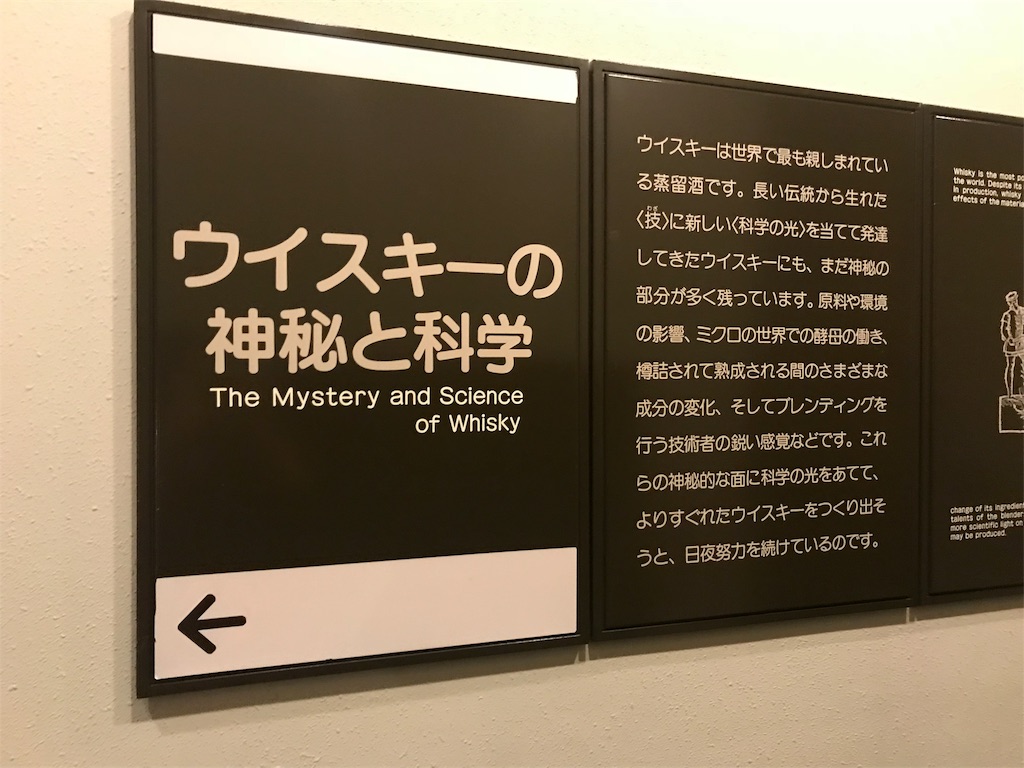 ウイスキーの
神秘と科学
The Mystery and Science
of Whisky
ウイスキーは世界で最も親しまれてい
る蒸留酒です。長い伝統から生れた
〈技〉に新しい〈科学の光〉を当てて発達
わざ
してきたウイスキーにも、まだ神秘の
部分が多く残っています。原料や環境
の影響、ミクロの世界での酵母の働き、
樽詰されて熟成される間のさまざまな
成分の変化、そしてブレンディングを
行う技術者の鋭い感覚などです。これ
らの神秘的な面に科学の光をあてて、
よりすぐれたウイスキーをつくり出そ
うと、日夜努力を続けているのです。
Whisky is the most
the world. Despite its
In production, whisky
effects of the
change of its
talents of the
more scientific light on
may be produced.